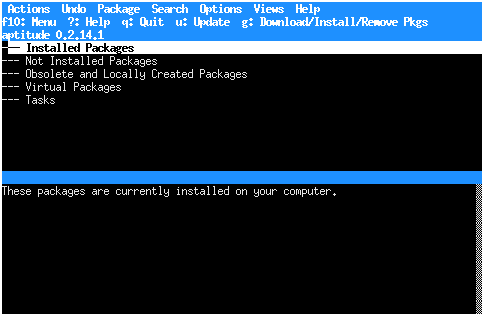 Actions  Undo  Package  Search  Options  Views  Help
f10: Menu  ?: Help  q: Quit  u: Update  g: Download/Install/Remove Pkgs
aptitude 0.2.14.1
-- Installed Packages
--- Not Installed Packages
--- Obsolete and Locally Created Packages
--- Virtual Packages
--- Tasks
These packages are currently installed on your computer.